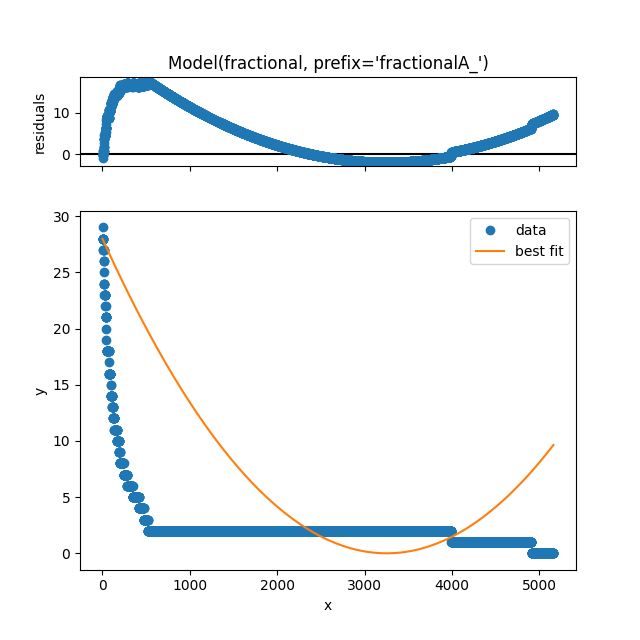 Model(fractional, prefix='fractionalA_')
residuals
10
0
30
25
20
15
10
5
0
y
data
best fit
0 1000 2000 3000 4000 5000
x